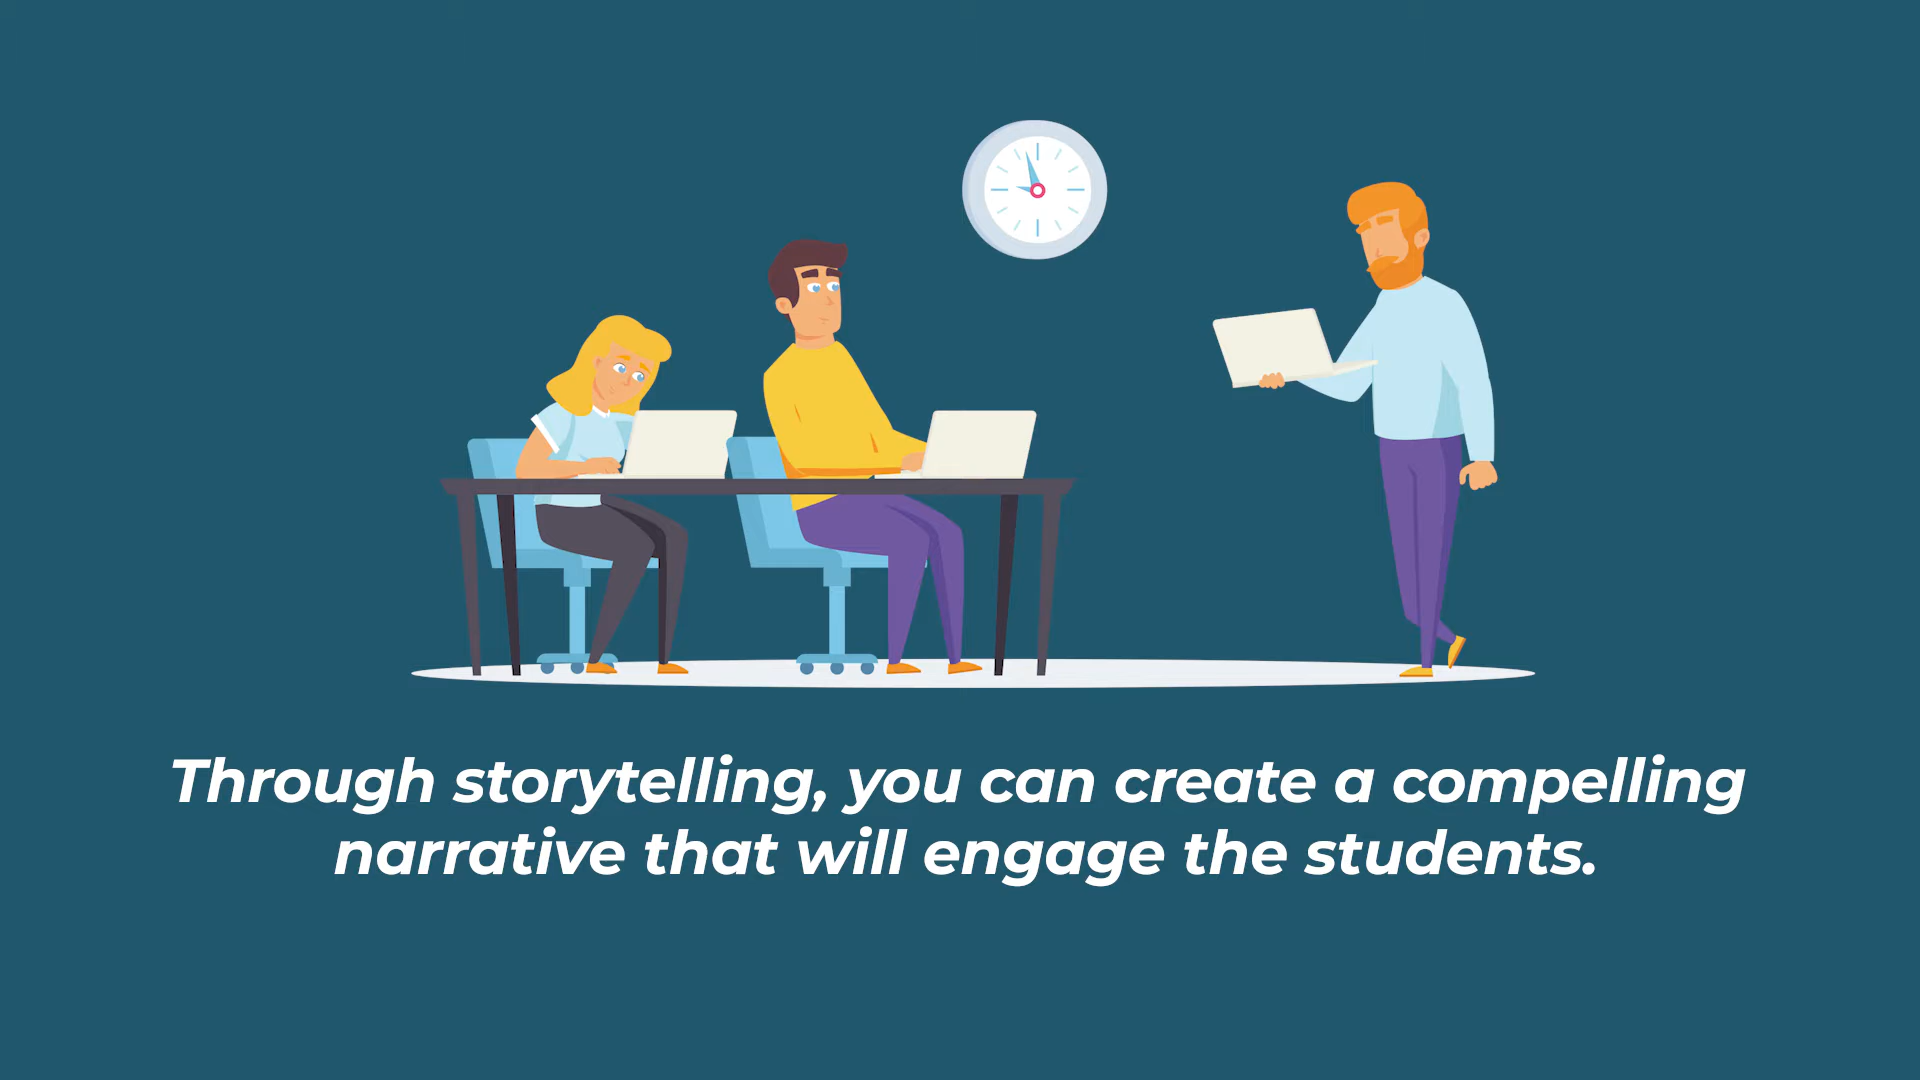 Through storytelling, you can create a compelling
narrative that will engage the students.